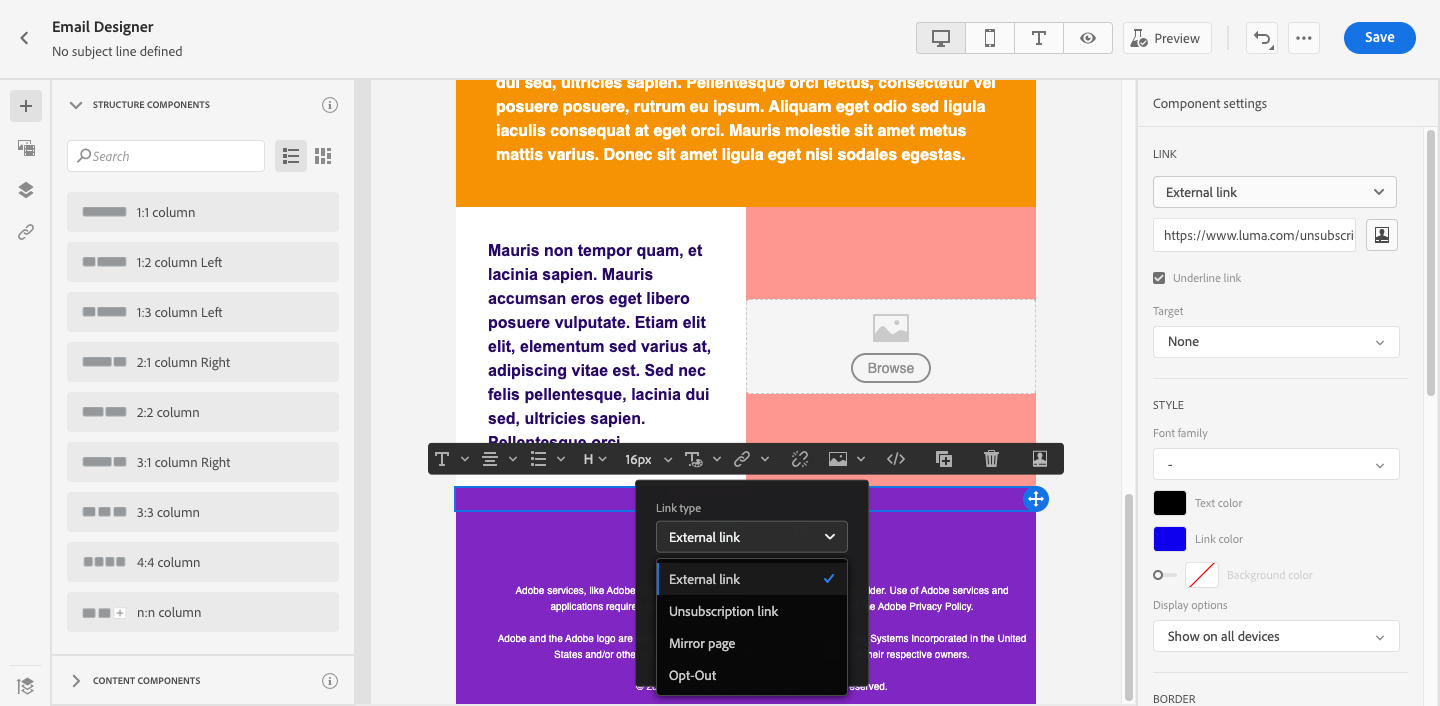 Email Designer
No subject line defined
Preview
Save
STRUCTURE COMPONENTS
Search
1:1 column
1:2 column Left
1:3 column Left
2:1 column Right
2:2 column
3:1 column Right
3:3 column
4:4 column
n:n column
CONTENT COMPONENTS
dui sed, ultricies sapien. Pellentesque orci lectus, consectetur vel
posuere posuere, rutrum eu ipsum. Aliquam eget odio sed ligula
iaculis consequat at eget orci. Mauris molestie sit amet metus
mattis varius. Donec sit amet ligula eget nisi sodales egestas.
Mauris non tempor quam, et
lacinia sapien. Mauris
accumsan eros eget libero
posuere vulputate. Etiam elit
elit, elementum sed varius at,
adipiscing vitae est. Sed nec
felis pellentesque, lacinia dui
sed, ultricies sapien.
Pellentesque orci
Browse
T
H
16px
Link type
External link
External link
Unsubscription link
Mirror page
Opt-Out
Adobe services, like Adobe
lder. Use of Adobe services and
applications require
e Adobe Privacy Policy.
Adobe and the Adobe logo are
Systems Incorporated in the United
States and/or othe
heir respective owners.
© 20
served.
Component settings
LINK
External link
https://www.luma.com/unsubscri
Underline link
Target
None
STYLE
Font family
-
Text color
Link color
Background color
Display options
Show on all devices
BORDER